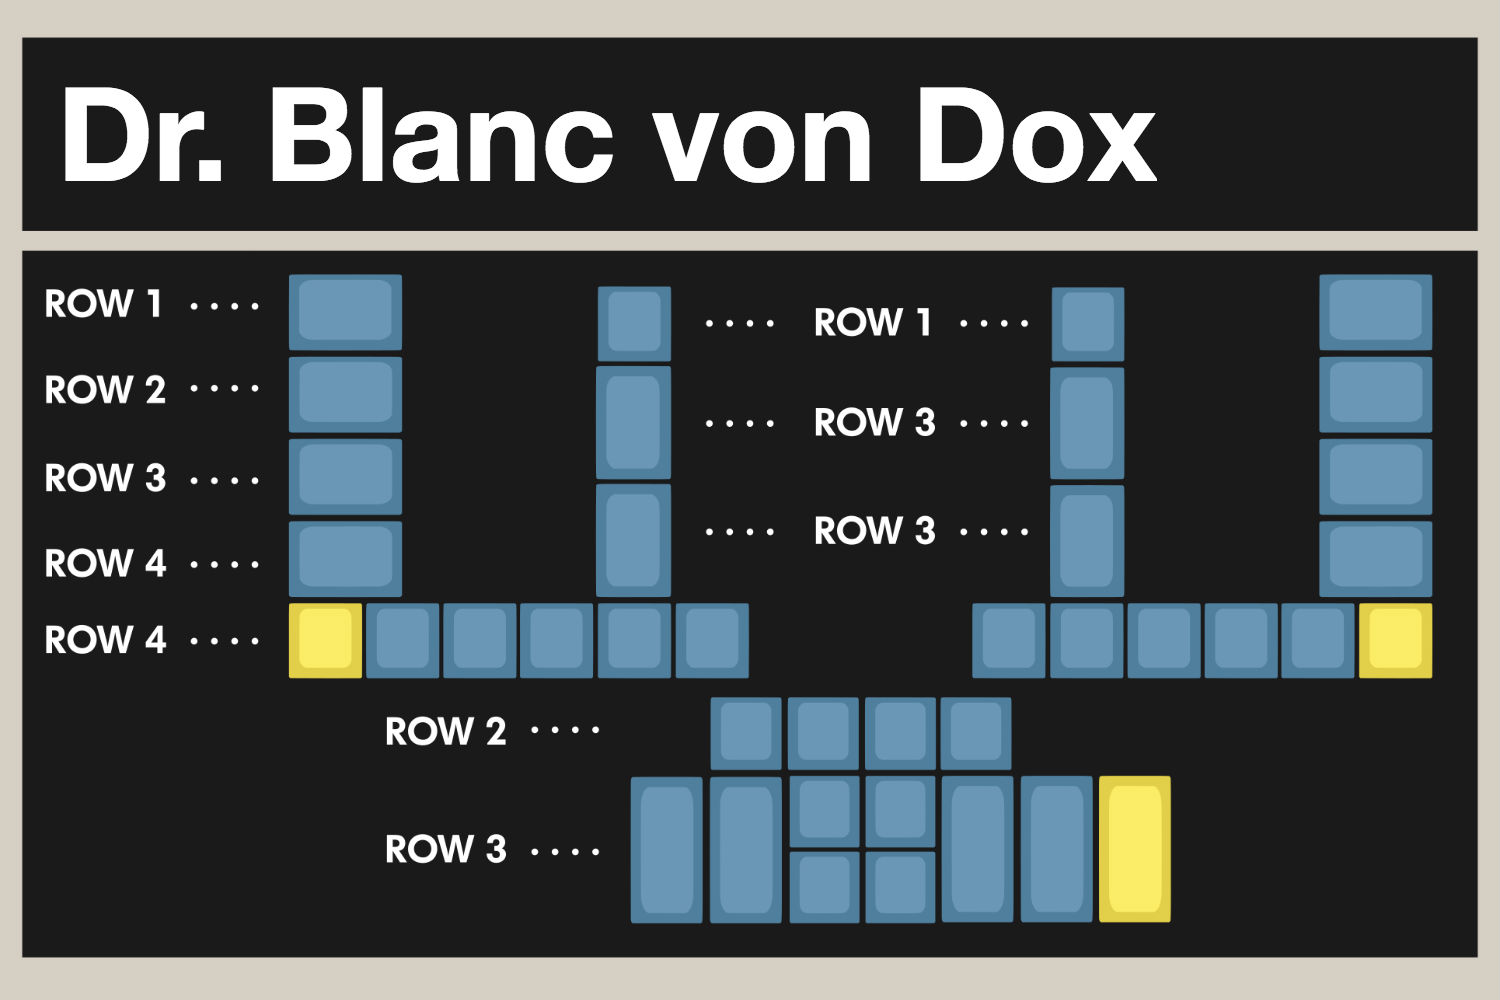 Dr. Blanc von Dox
ROW 1 ....
.... ROW 1 ....
ROW 2 ....
.... ROW 3 ....
ROW 3 ....
.... ROW 3 ....
ROW 4 ....
ROW 4 ....
ROW 2 ....
ROW 3 ....